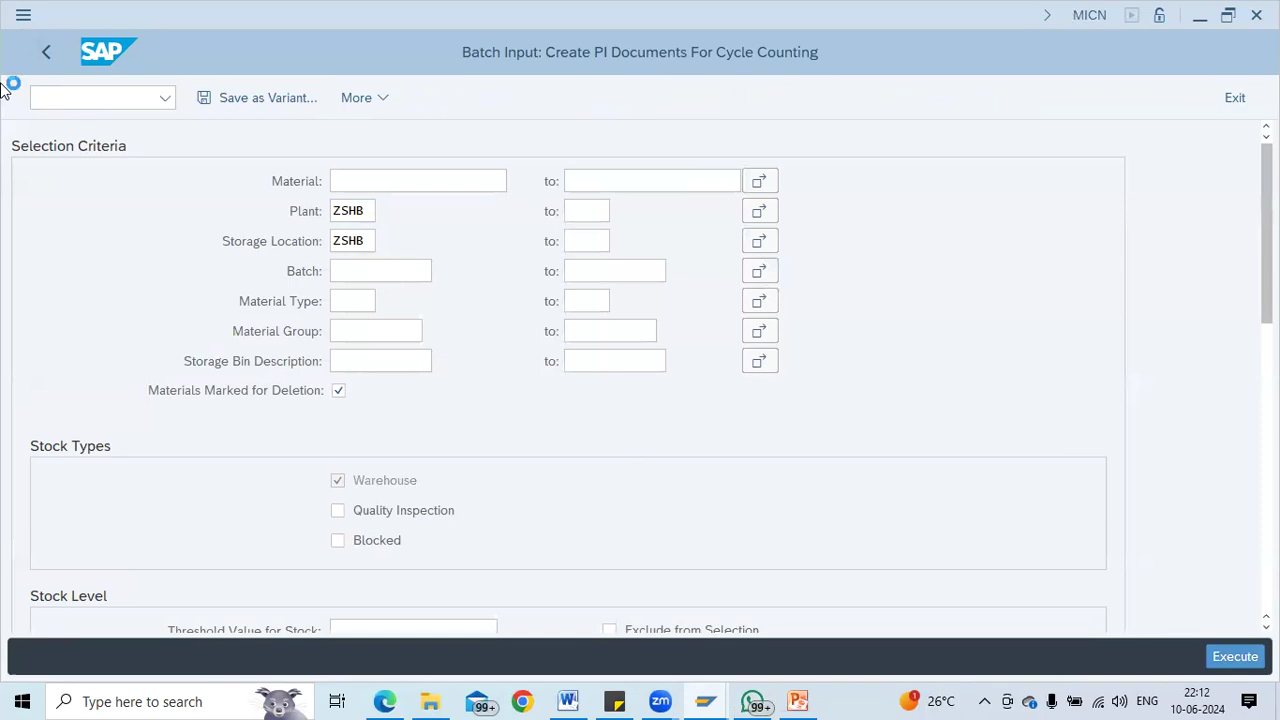 MICN
SAP
Batch Input: Create PI Documents For Cycle Counting
Save as Variant...
More
Exit
Selection Criteria
Material:
to:
Plant:
ZSHB
to:
Storage Location:
ZSHB
to:
Batch:
to:
Material Type:
to:
Material Group:
to:
Storage Bin Description:
to:
Materials Marked for Deletion:
Stock Types
Warehouse
Quality Inspection
Blocked
Stock Level
Threshold Value for Stock:
Exclude from Selection
Execute
Type here to search
99+
99+
1
26°C
ENG
22:12
10-06-2024